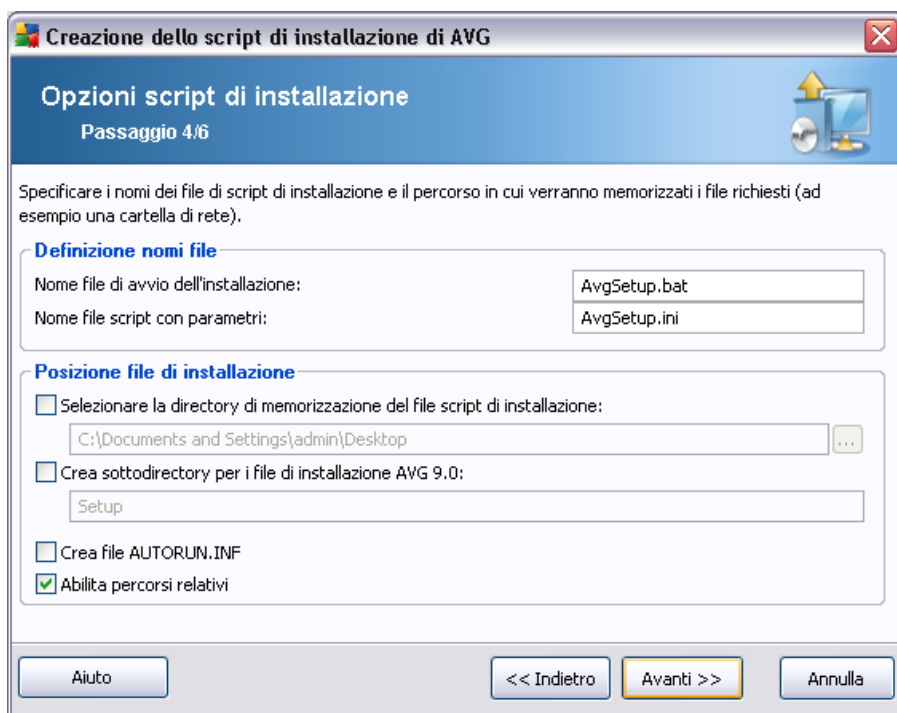 Creazione dello script di installazione di AVG
Opzioni script di installazione
Passaggio 4/6
Specificare i nomi dei file di script di installazione e il percorso in cui verranno memorizzati i file richiesti (ad
esempio una cartella di rete).
Definizione nomi file
Nome file di avvio dell'installazione:
AvgSetup.bat
Nome file script con parametri:
AvgSetup.ini
Posizione file di installazione
Selezionare la directory di memorizzazione del file script di installazione:
C:\Documents and Settings\admin\Desktop
...
Crea sottodirectory per i file di installazione AVG 9.0:
Setup
Crea file AUTORUN.INF
Abilita percorsi relativi
Aiuto
<< Indietro
Avanti >>
Annulla